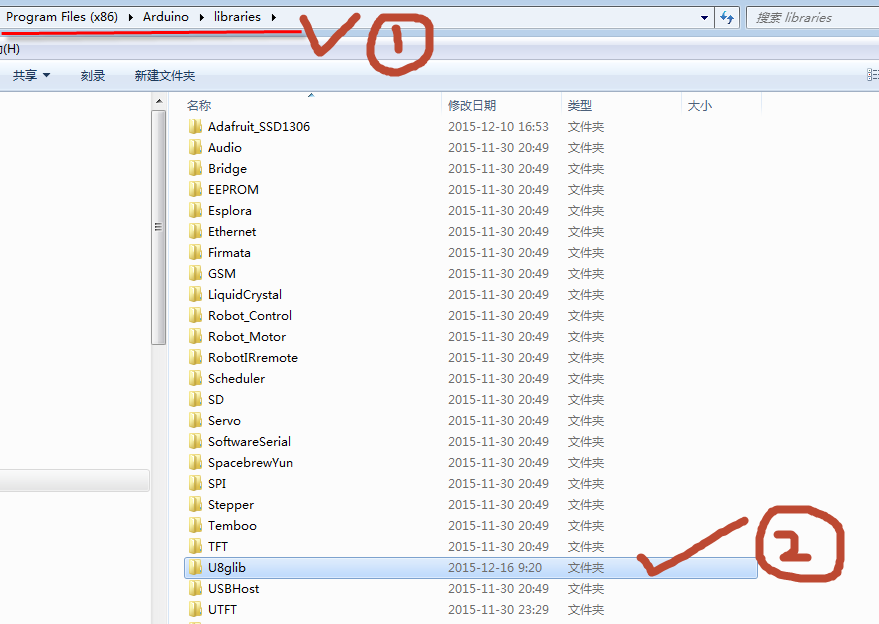 Program Files (x86) Arduino libraries 搜索 libraries
①
(H)
共享 刻录 新建文件夹
名称 修改日期 类型 大小
Adafruit_SSD1306 2015-12-10 16:53 文件夹
Audio 2015-11-30 20:49 文件夹
Bridge 2015-11-30 20:49 文件夹
EEPROM 2015-11-30 20:49 文件夹
Esplora 2015-11-30 20:49 文件夹
Ethernet 2015-11-30 20:49 文件夹
Firmata 2015-11-30 20:49 文件夹
GSM 2015-11-30 20:49 文件夹
LiquidCrystal 2015-11-30 20:49 文件夹
Robot_Control 2015-11-30 20:49 文件夹
Robot_Motor 2015-11-30 20:49 文件夹
RobotIRremote 2015-11-30 20:49 文件夹
Scheduler 2015-11-30 20:49 文件夹
SD 2015-11-30 20:49 文件夹
Servo 2015-11-30 20:49 文件夹
SoftwareSerial 2015-11-30 20:49 文件夹
SpacebrewYun 2015-11-30 20:49 文件夹
SPI 2015-11-30 20:49 文件夹
Stepper 2015-11-30 20:49 文件夹
Temboo 2015-11-30 20:49 文件夹
TFT 2015-11-30 20:49 文件夹
U8glib 2015-12-16 9:20 文件夹
②
USBHost 2015-11-30 20:49 文件夹
UTFT 2015-11-30 23:29 文件夹